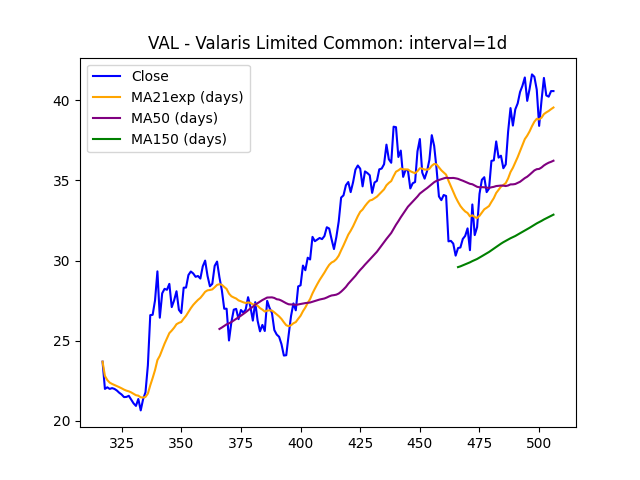 VAL - Valaris Limited Common: interval=1d
Close
MA21exp (days)
MA50 (days)
MA150 (days)
40
35
30
25
20
325 350 375 400 425 450 475 500